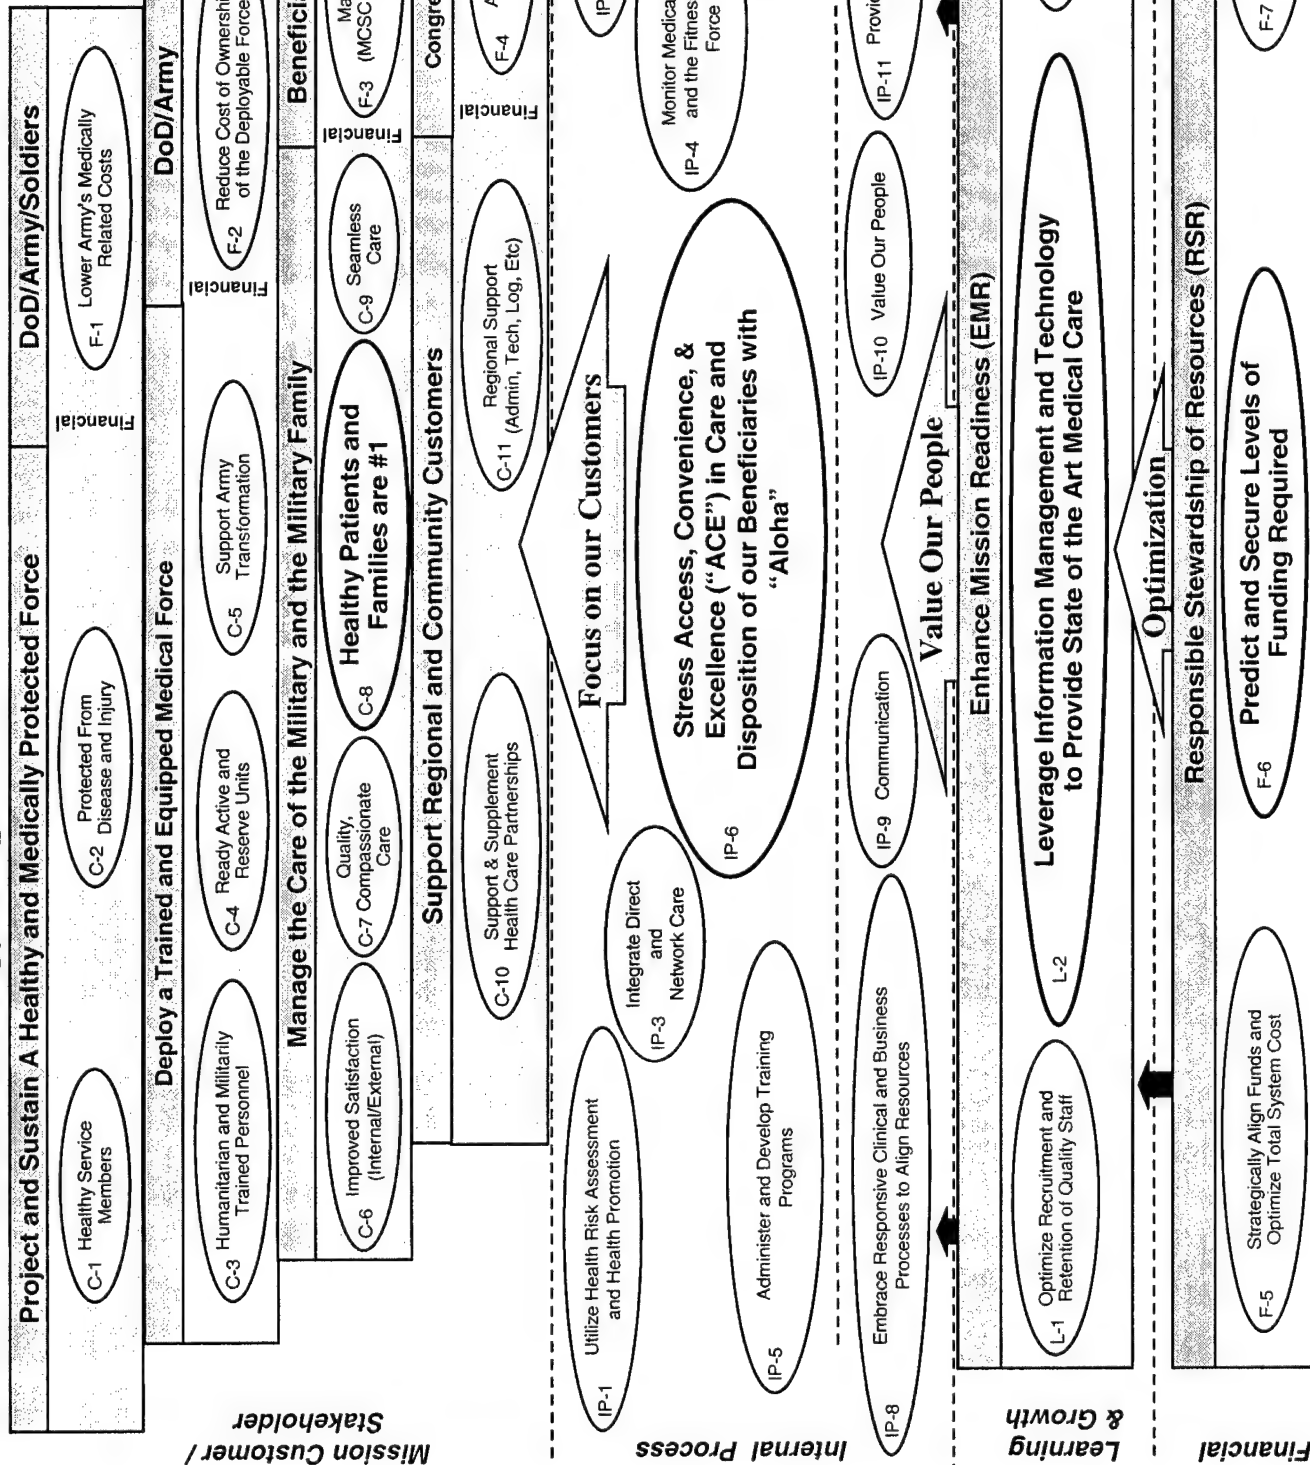 Project and Sustain A Healthy and Medically Protected Force
DoD/Army/Soldiers
C-1 Healthy Service
Members
C-2 Protected From
Disease and Injury
Financial
F-1 Lower Army's Medically
Related Costs
Deploy a Trained and Equipped Medical Force
DoD/Army
C-3 Humanitarian and Militarily
Trained Personnel
C-4 Ready Active and
Reserve Units
C-5 Support Army
Transformation
Financial
F-2 Reduce Cost of Ownership
of the Deployable Force
Manage the Care of the Military and the Military Family
C-6 Improved Satisfaction
(Internal/External)
Quality,
C-7 Compassionate
Care
C-8 Healthy Patients and
Families are #1
C-9 Seamless
Care
Financial
F-3 (MCSC
Support Regional and Community Customers
C-10 Support & Supplement
Health Care Partnerships
C-11 Regional Support
(Admin, Tech, Log, Etc)
Financial
F-4
Mission Customer /
Stakeholder
Focus on our Customers
IP-1 Utilize Health Risk Assessment
and Health Promotion
Integrate Direct
and
IP-3 Network Care
IP-4 Monitor Medical
and the Fitness
Force
IP-5 Administer and Develop Training
Programs
IP-6 Stress Access, Convenience, &
Excellence (“ACE”) in Care and
Disposition of our Beneficiaries with
“Aloha”
Internal Process
IP-8 Embrace Responsive Clinical and Business
Processes to Align Resources
IP-9 Communication
IP-10 Value Our People
IP-11
Value Our People
Enhance Mission Readiness (EMR)
L-1 Optimize Recruitment and
Retention of Quality Staff
L-2 Leverage Information Management and Technology
to Provide State of the Art Medical Care
Learning
& Growth
Optimization
Responsible Stewardship of Resources (RSR)
F-5 Strategically Align Funds and
Optimize Total System Cost
F-6 Predict and Secure Levels of
Funding Required
F-7
Financial